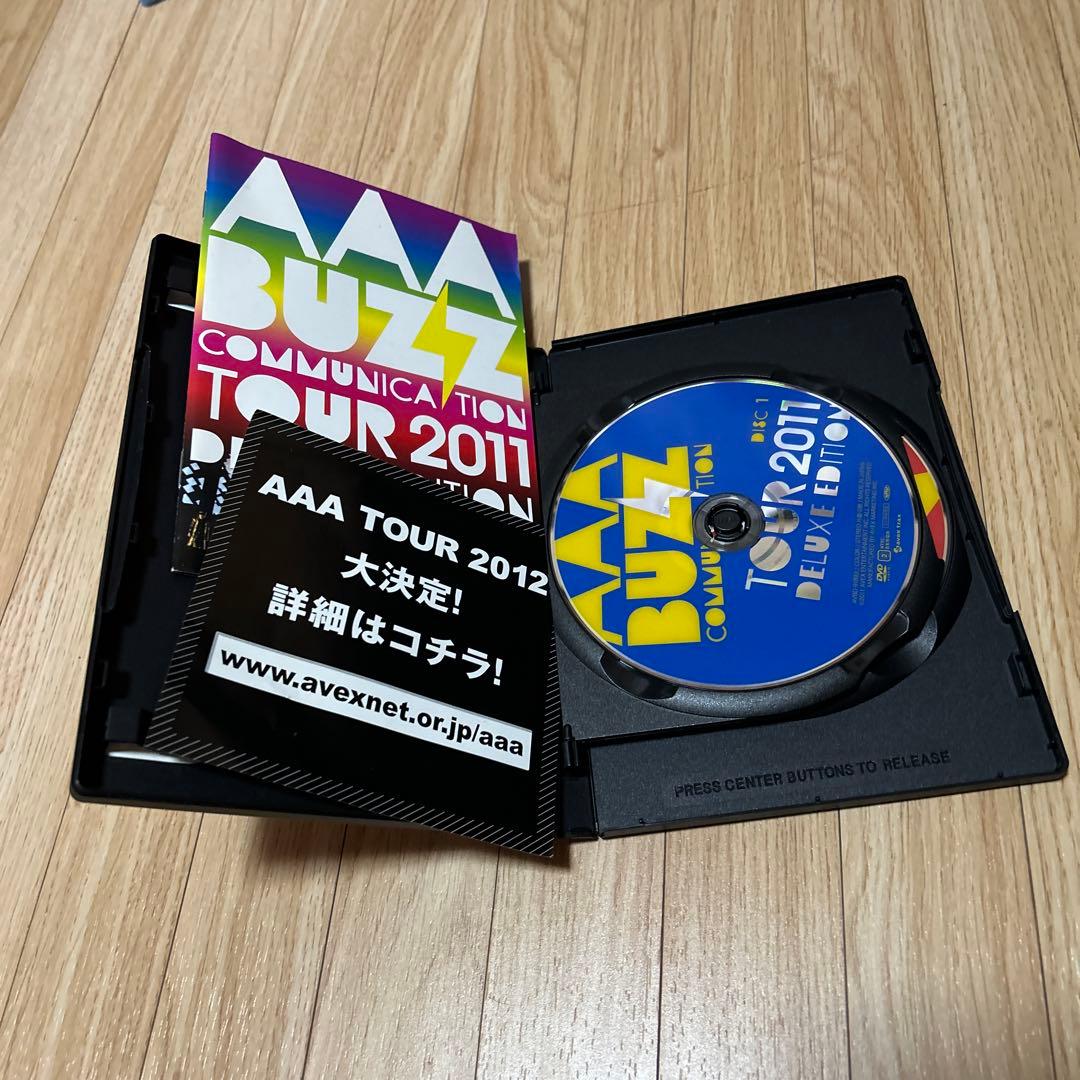 AAA
BUZZ
COMMUNICATION
TOUR 2011
AAA TOUR 2012
大決定!
詳細はコチラ!
www.avexnet.or.jp/aaa
AAA
BUZZ
COMMUNICATION
TOUR 2011
DELUXE EDITION
DISC 1
PRESS CENTER BUTTONS TO RELEASE